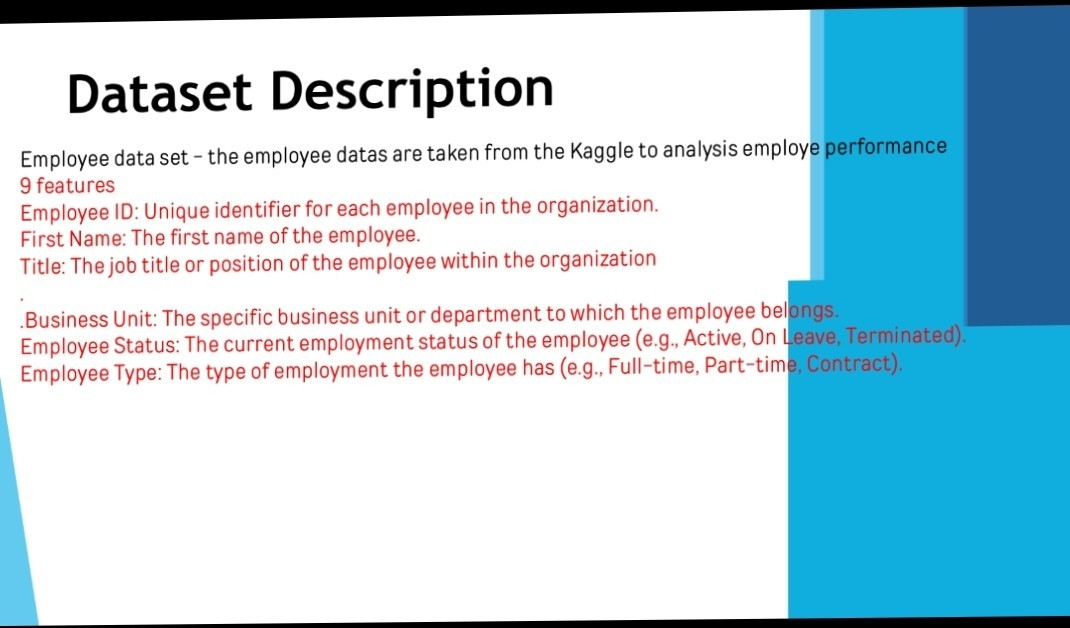 Dataset Description
Employee data set - the employee datas are taken from the Kaggle to analysis employe performance
9 features
Employee ID: Unique identifier for each employee in the organization.
First Name: The first name of the employee.
Title: The job title or position of the employee within the organization
.
.Business Unit: The specific business unit or department to which the employee belongs.
Employee Status: The current employment status of the employee (e.g., Active, On Leave, Terminated).
Employee Type: The type of employment the employee has (e.g., Full-time, Part-time, Contract).